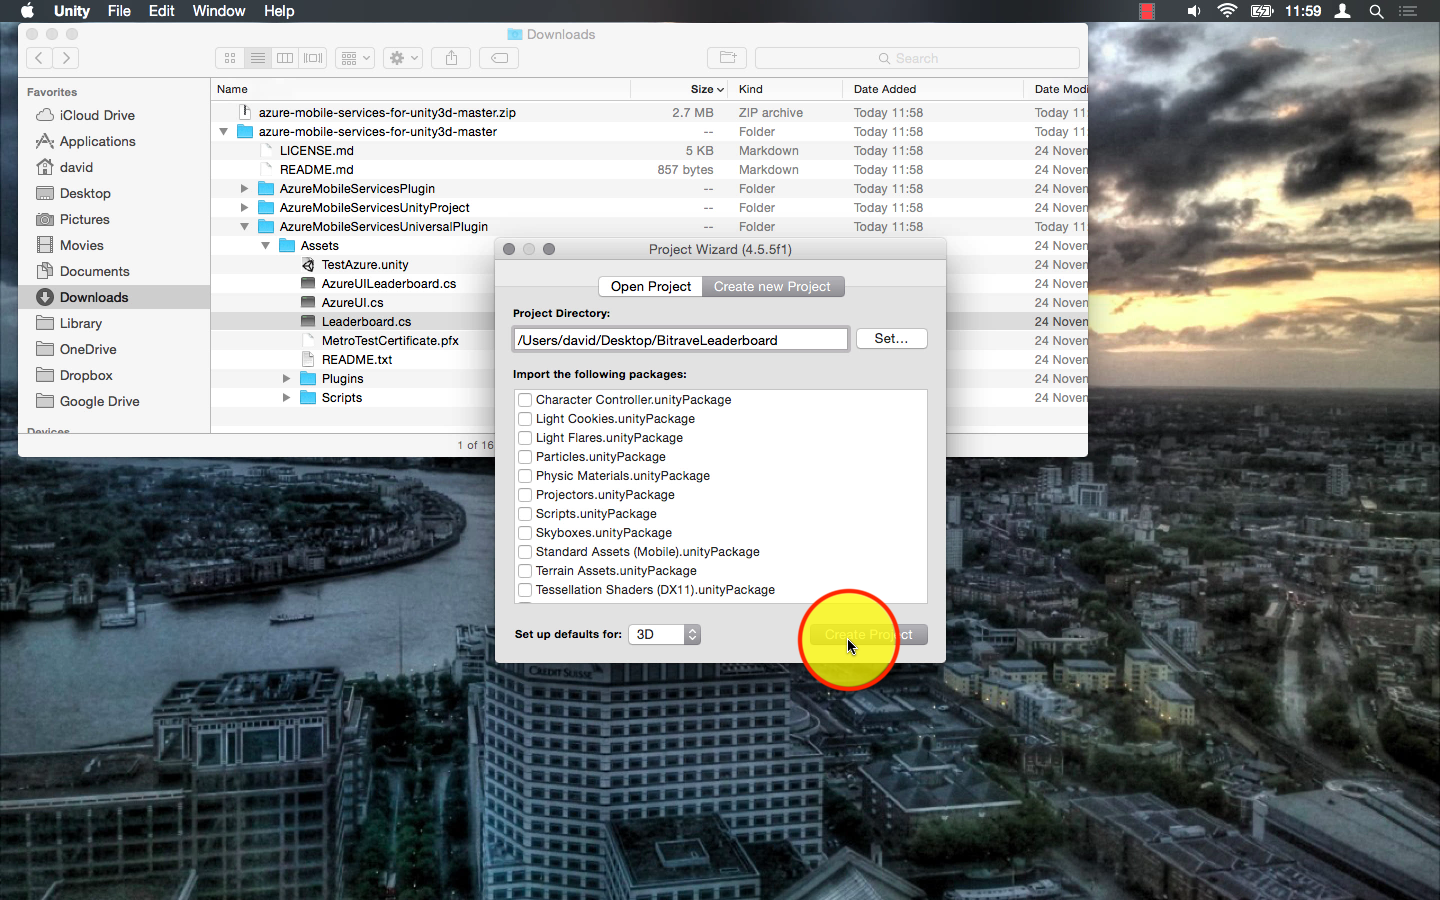 Unity File Edit Window Help 11:59
Downloads
Search
Favorites
iCloud Drive
Applications
david
Desktop
Pictures
Movies
Documents
Downloads
Library
OneDrive
Dropbox
Google Drive
Devices
Name Size Kind Date Added Date Modi
azure-mobile-services-for-unity3d-master.zip 2.7 MB ZIP archive Today 11:58 Today 11
azure-mobile-services-for-unity3d-master -- Folder Today 11:58 Today 11
LICENSE.md 5 KB Markdown Today 11:58 24 Noven
README.md 857 bytes Markdown Today 11:58 24 Noven
AzureMobileServicesPlugin -- Folder Today 11:58 24 Noven
AzureMobileServicesUnityProject -- Folder Today 11:58 24 Noven
AzureMobileServicesUniversalPlugin -- Folder Today 11:58 Today 11:
Assets 24 Noven
TestAzure.unity 24 Noven
AzureUILeaderboard.cs 24 Noven
AzureUI.cs 24 Noven
Leaderboard.cs 24 Noven
MetroTestCertificate.pfx 24 Noven
README.txt 24 Noven
Plugins 24 Noven
Scripts 24 Noven
1 of 16
Project Wizard (4.5.5f1)
Open Project Create new Project
Project Directory:
/Users/david/Desktop/BitraveLeaderboard Set...
Import the following packages:
Character Controller.unityPackage
Light Cookies.unityPackage
Light Flares.unityPackage
Particles.unityPackage
Physic Materials.unityPackage
Projectors.unityPackage
Scripts.unityPackage
Skyboxes.unityPackage
Standard Assets (Mobile).unityPackage
Terrain Assets.unityPackage
Tessellation Shaders (DX11).unityPackage
Set up defaults for: 3D Create Project
CREDIT SUISSE